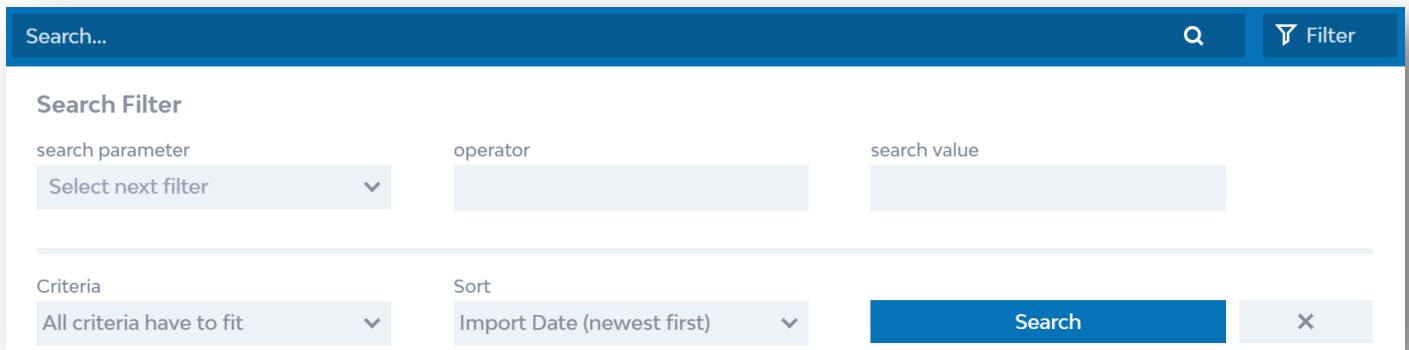 Search... Filter
Search Filter
search parameter operator search value
Select next filter
Criteria Sort
All criteria have to fit Import Date (newest first) Search